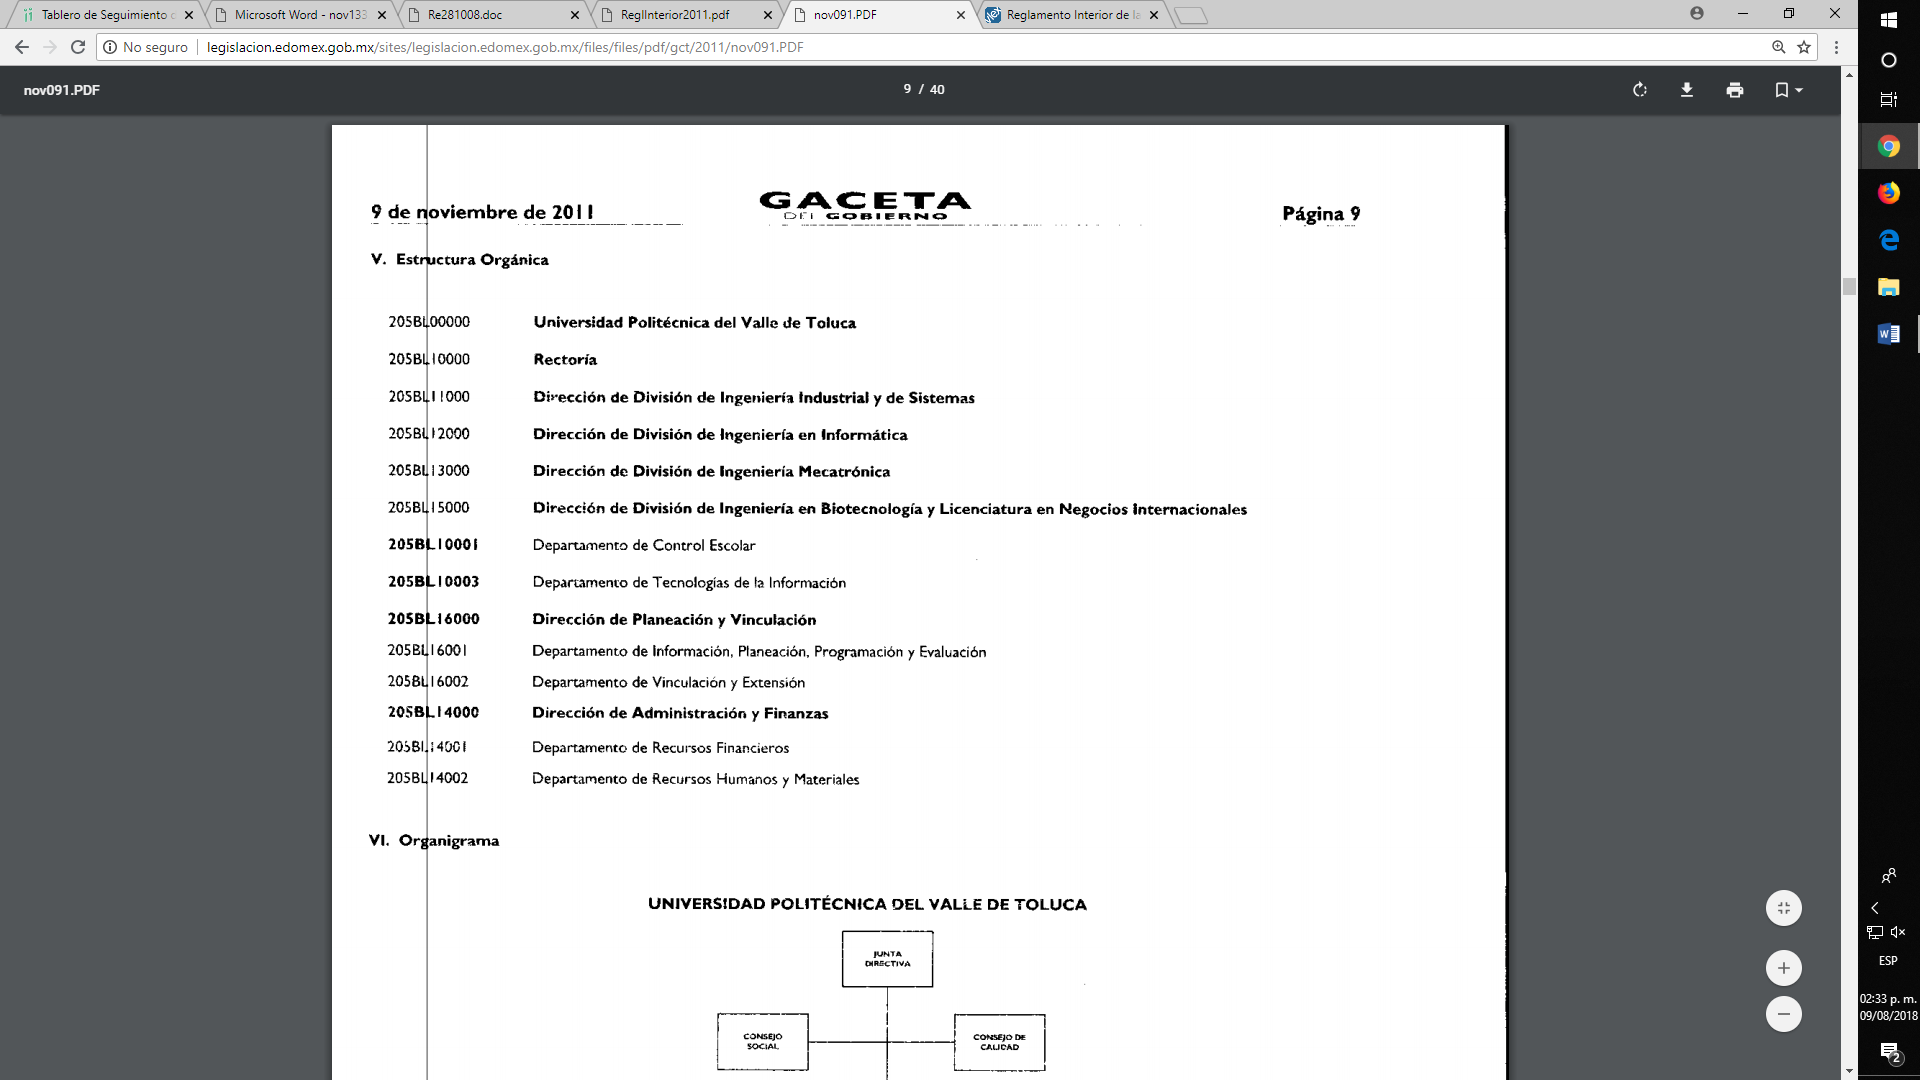 Tablero de Seguimiento
Microsoft Word - nov133
Re281008.doc
ReglInterior2011.pdf
nov091.PDF
Reglamento Interior de la
No seguro
legislacion.edomex.gob.mx/sites/legislacion.edomex.gob.mx/files/files/pdf/gct/2011/nov091.PDF
nov091.PDF
9 / 40
9 de noviembre de 2011
GACETA
DEL GOBIERNO
Página 9
V. Estructura Orgánica
205BL00000 Universidad Politécnica del Valle de Toluca
205BL10000 Rectoría
205BL11000 Dirección de División de Ingeniería Industrial y de Sistemas
205BL12000 Dirección de División de Ingeniería en Informática
205BL13000 Dirección de División de Ingeniería Mecatrónica
205BL15000 Dirección de División de Ingeniería en Biotecnología y Licenciatura en Negocios Internacionales
205BL10001 Departamento de Control Escolar
205BL10003 Departamento de Tecnologías de la Información
205BL16000 Dirección de Planeación y Vinculación
205BL16001 Departamento de Información, Planeación, Programación y Evaluación
205BL16002 Departamento de Vinculación y Extensión
205BL14000 Dirección de Administración y Finanzas
205BL14001 Departamento de Recursos Financieros
205BL14002 Departamento de Recursos Humanos y Materiales
VI. Organigrama
UNIVERSIDAD POLITÉCNICA DEL VALLE DE TOLUCA
JUNTA
DIRECTIVA
CONSEJO
SOCIAL
CONSEJO DE
CALIDAD
ESP
02:33 p. m.
09/08/2018
2